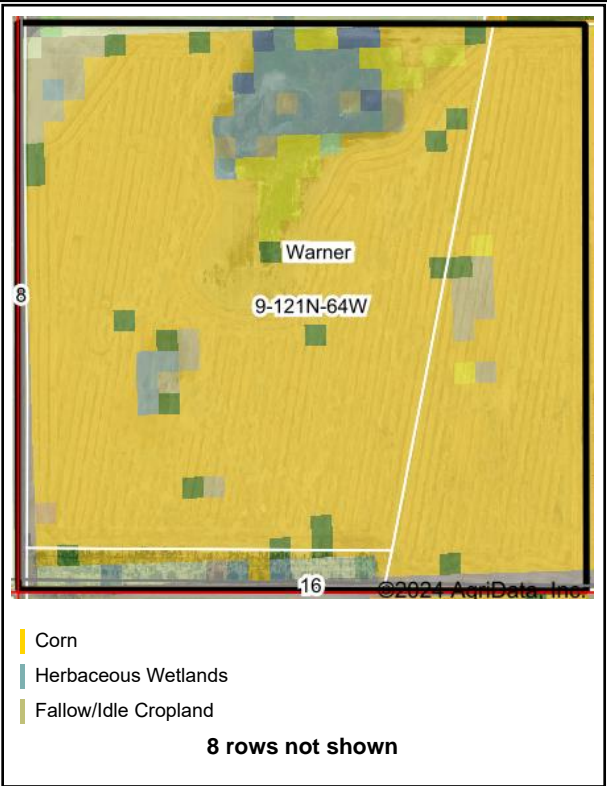 Warner
8
9-121N-64W
16
©2024 AgriData, Inc.
Corn
Herbaceous Wetlands
Fallow/Idle Cropland
8 rows not shown